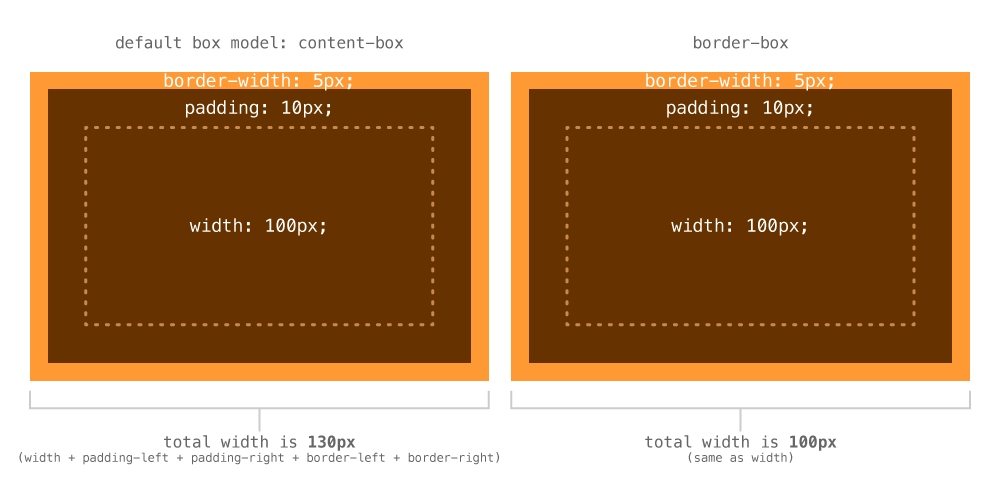 default box model: content-box
border-width: 5px;
padding: 10px;
width: 100px;
total width is 130px
(width + padding-left + padding-right + border-left + border-right)
border-box
border-width: 5px;
padding: 10px;
width: 100px;
total width is 100px
(same as width)